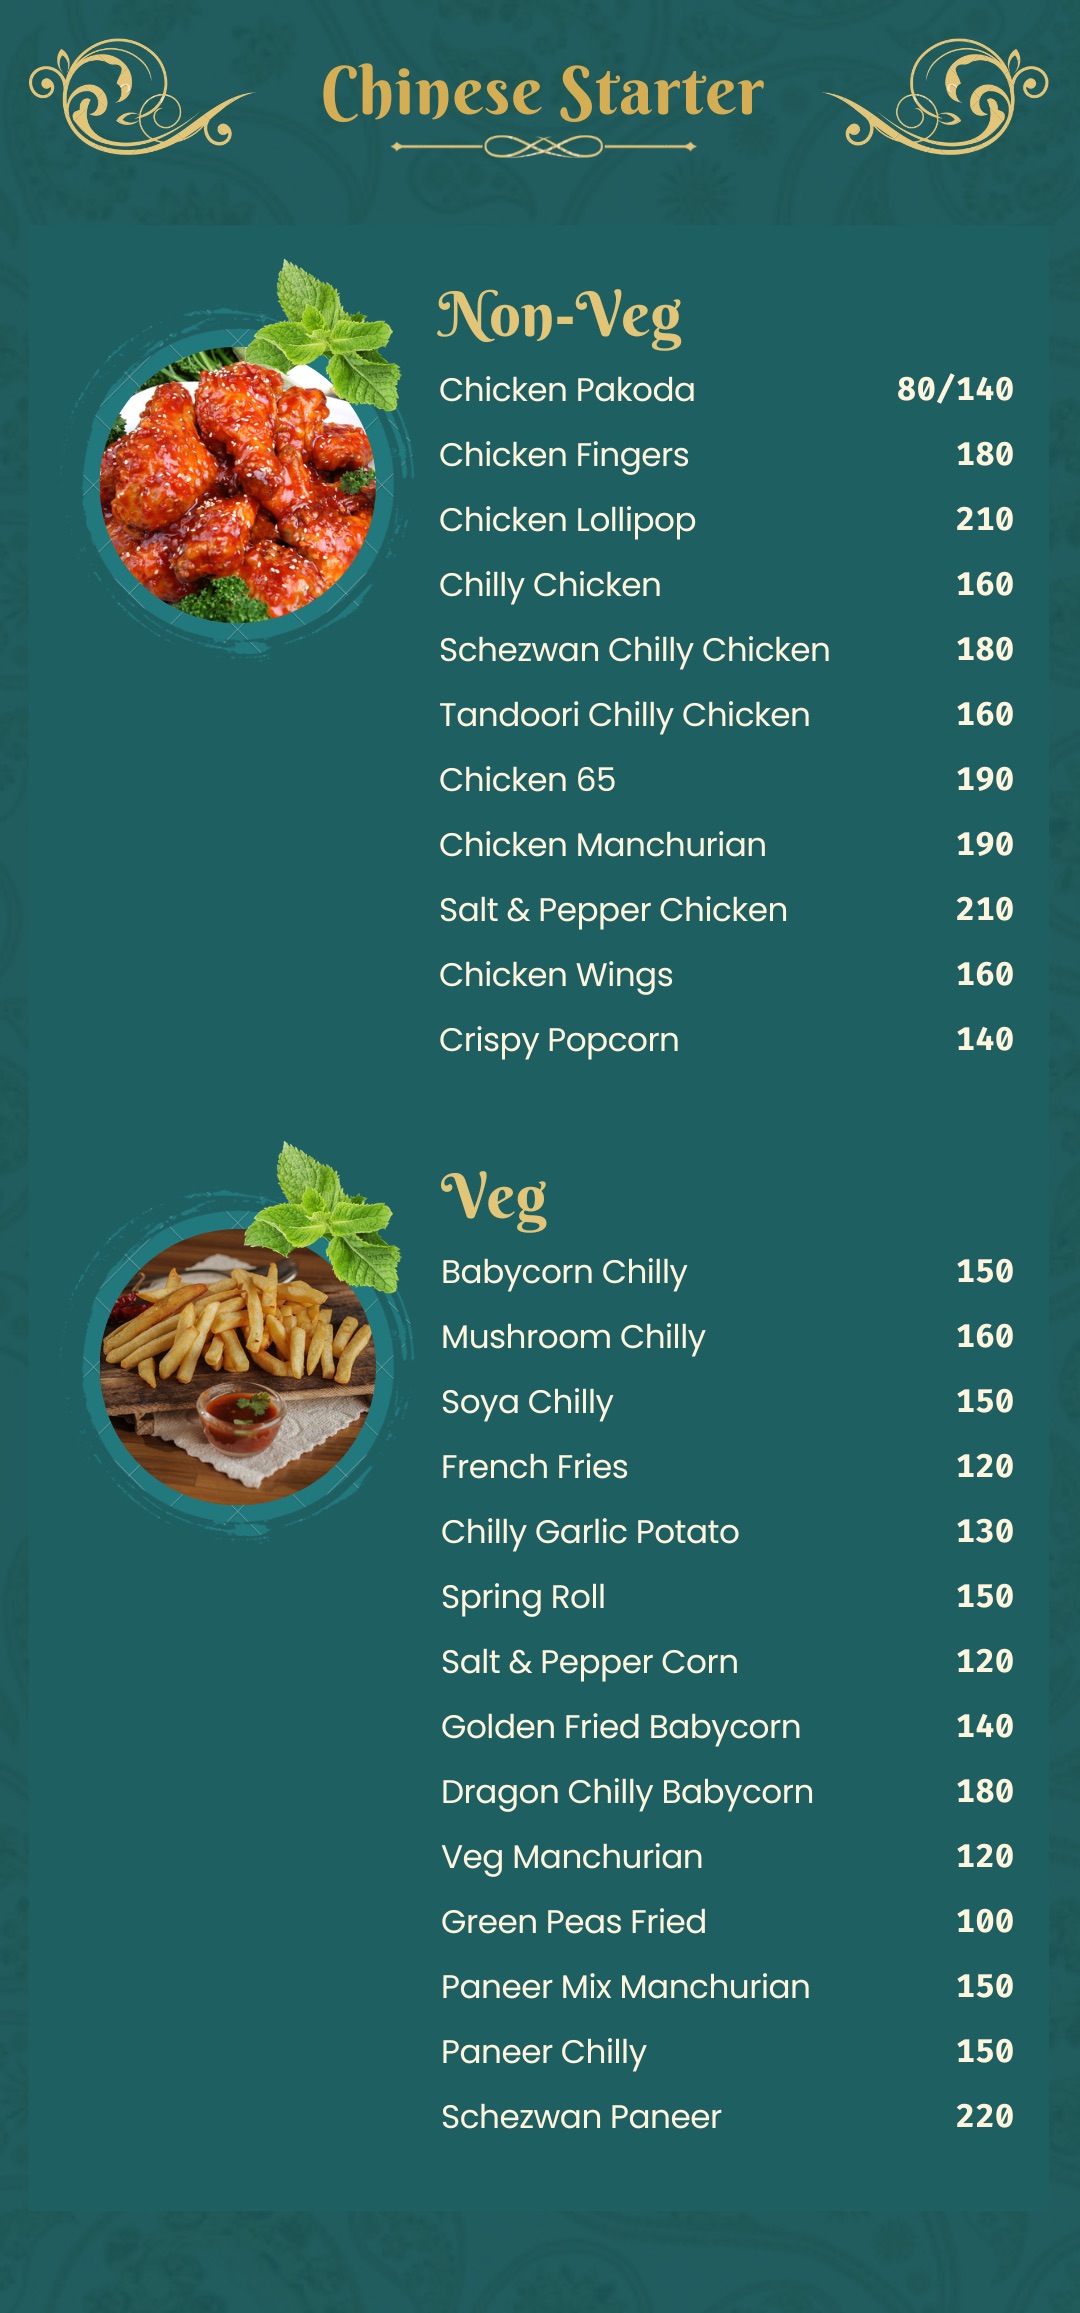 Chinese Starter
Non-Veg
Chicken Pakoda 80/140
Chicken Fingers 180
Chicken Lollipop 210
Chilly Chicken 160
Schezwan Chilly Chicken 180
Tandoori Chilly Chicken 160
Chicken 65 190
Chicken Manchurian 190
Salt & Pepper Chicken 210
Chicken Wings 160
Crispy Popcorn 140
Veg
Babycorn Chilly 150
Mushroom Chilly 160
Soya Chilly 150
French Fries 120
Chilly Garlic Potato 130
Spring Roll 150
Salt & Pepper Corn 120
Golden Fried Babycorn 140
Dragon Chilly Babycorn 180
Veg Manchurian 120
Green Peas Fried 100
Paneer Mix Manchurian 150
Paneer Chilly 150
Schezwan Paneer 220